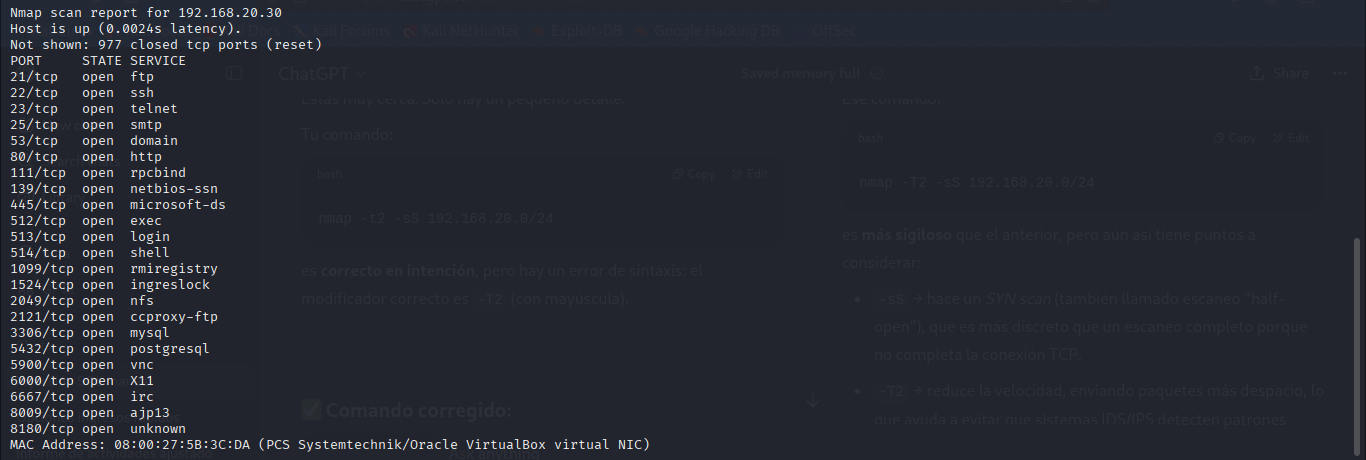 Nmap scan report for 192.168.20.30
Host is up (0.0024s latency).
Not shown: 977 closed tcp ports (reset)
PORT     STATE SERVICE
21/tcp   open  ftp
22/tcp   open  ssh
23/tcp   open  telnet
25/tcp   open  smtp
53/tcp   open  domain
80/tcp   open  http
111/tcp  open  rpcbind
139/tcp  open  netbios-ssn
445/tcp  open  microsoft-ds
512/tcp  open  exec
513/tcp  open  login
514/tcp  open  shell
1099/tcp open  rmiregistry
1524/tcp open  ingreslock
2049/tcp open  nfs
2121/tcp open  ccproxy-ftp
3306/tcp open  mysql
5432/tcp open  postgresql
5900/tcp open  vnc
6000/tcp open  X11
6667/tcp open  irc
8009/tcp open  ajp13
8180/tcp open  unknown
MAC Address: 08:00:27:5B:3C:DA (PCS Systemtechnik/Oracle VirtualBox virtual NIC)
Docs Kali Forums Kali NetHunter Exploit-DB Google Hacking DB OffSec
ChatGPT
Saved memory full
Share
Estás muy cerca. Solo hay un pequeño detalle.
Tu comando:
bash
Copy Edit
nmap -t2 -sS 192.168.20.0/24
es correcto en intención, pero hay un error de sintaxis: el
modificador correcto es -T2 (con mayúscula).
Comando corregido:
Ese comando:
bash
Copy Edit
nmap -T2 -sS 192.168.20.0/24
es más sigiloso que el anterior, pero aun así tiene puntos a
considerar:
-sS → hace un SYN scan (también llamado escaneo "half-
open"), que es más discreto que un escaneo completo porque
no completa la conexión TCP.
-T2 → reduce la velocidad, enviando paquetes más despacio, lo
que ayuda a evitar que sistemas IDS/IPS detecten patrones
Ask anything